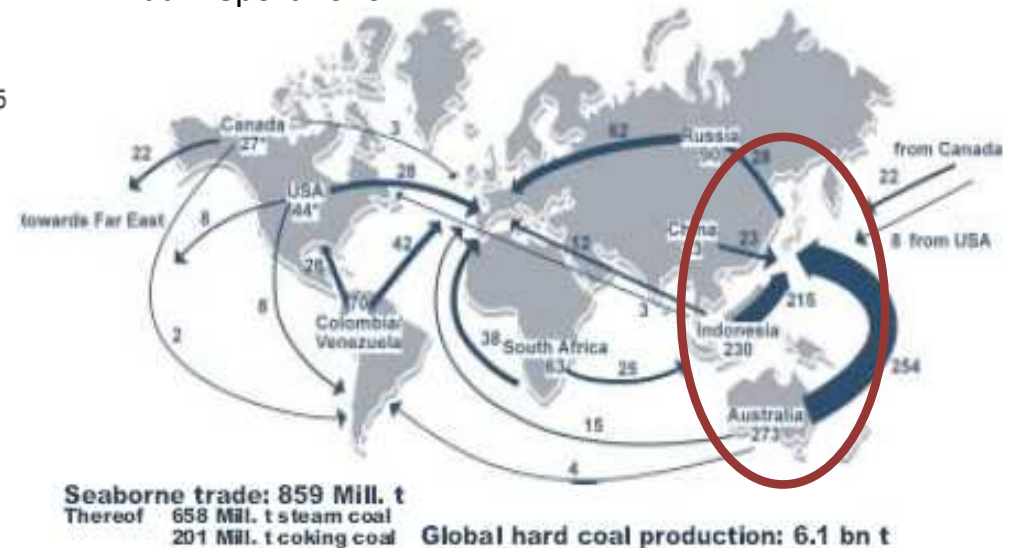 5
Canada
27*
3
22
towards Far East
USA
44*
28
8
8
2
26
42
70
Colombia/
Venezuela
38
South Africa
63
25
15
4
62
Russia
90
28
from Canada
22
8 from USA
China
23
12
3
215
Indonesia
230
254
Australia
273
Seaborne trade: 859 Mill. t
Thereof 658 Mill. t steam coal
201 Mill. t coking coal
Global hard coal production: 6.1 bn t